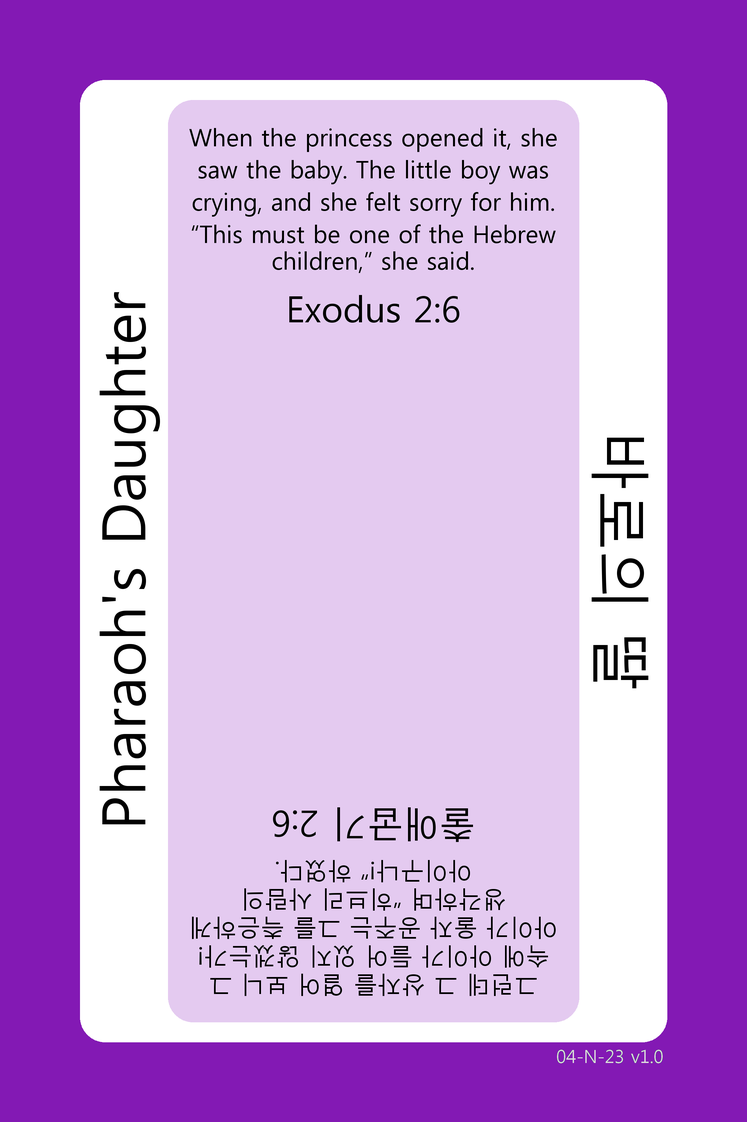 When the princess opened it, she
saw the baby. The little boy was
crying, and she felt sorry for him.
“This must be one of the Hebrew
children,” she said.
Exodus 2:6
Pharaoh's Daughter
바로의 딸
그런데 그 상자를 열어 보니 그
속에 아이가 들어 있지 않겠는가!
아이가 울자 공주는 그를 측은하게
생각하며 “히브리 사람의
아이구나!” 하였다.
출애굽기 2:6
04-N-23 v1.0